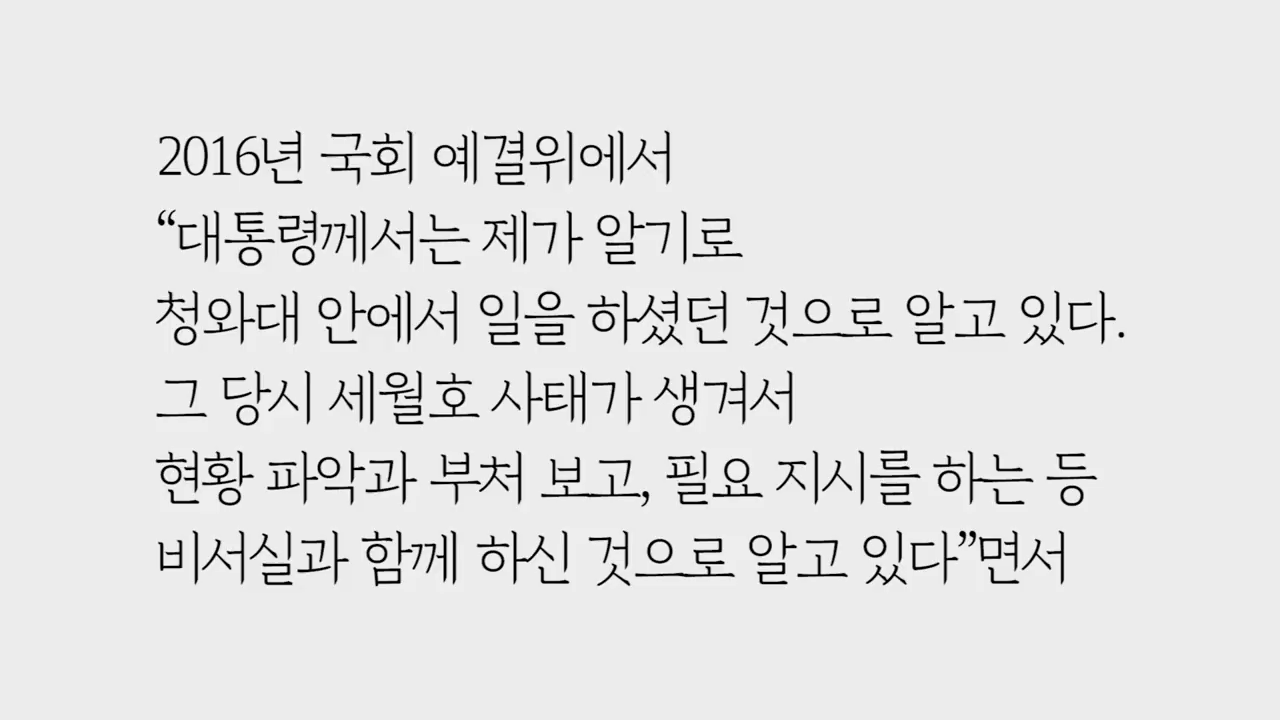 2016년 국회 예결위에서
“대통령께서는 제가 알기로
청와대 안에서 일을 하셨던 것으로 알고 있다.
그 당시 세월호 사태가 생겨서
현황 파악과 부처 보고, 필요 지시를 하는 등
비서실과 함께 하신 것으로 알고 있다”면서